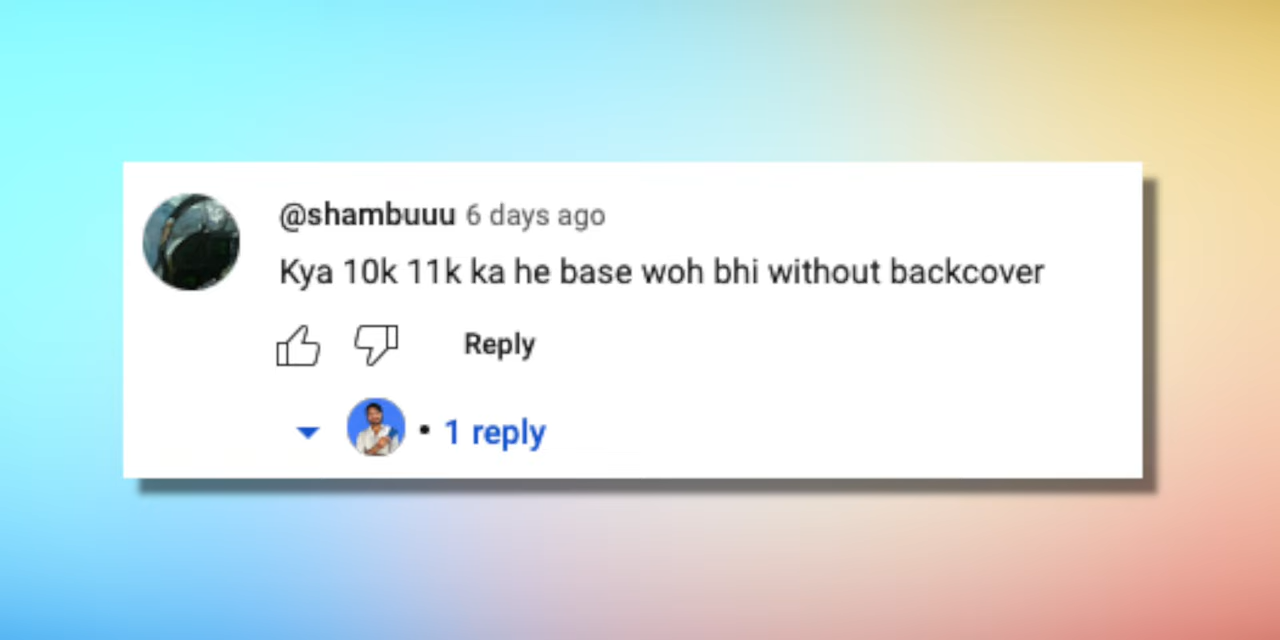 @shambuuu 6 days ago
Kya 10k 11k ka he base woh bhi without backcover
Reply
• 1 reply